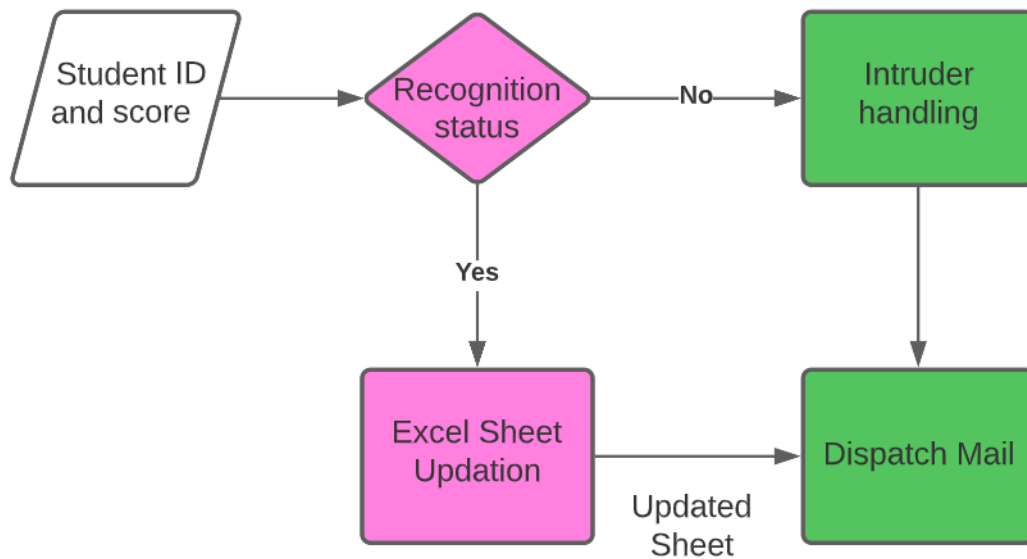 Student ID
and score
Recognition
status
No
Intruder
handling
Yes
Excel Sheet
Updation
Updated
Sheet
Dispatch Mail